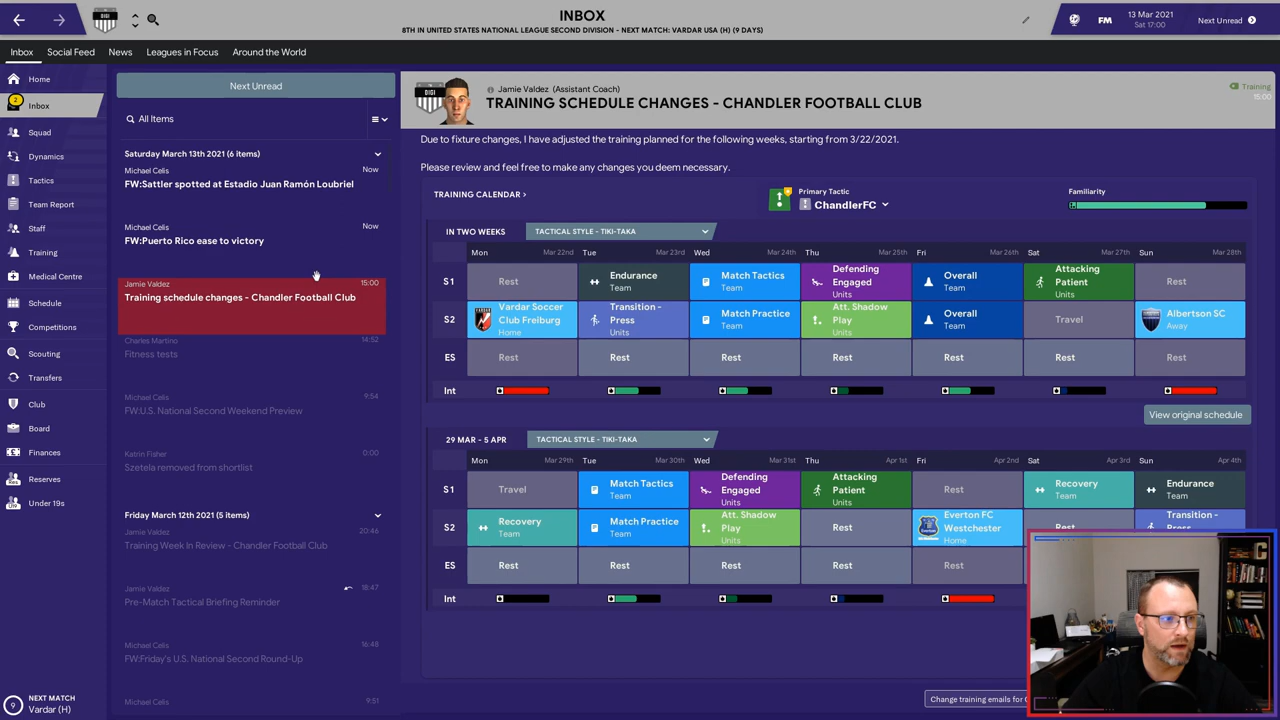 INBOX
8TH IN UNITED STATES NATIONAL LEAGUE SECOND DIVISION - NEXT MATCH: VARDAR USA (H) (9 DAYS)
DIGI
FM
13 Mar 2021
Sat 17:00
Next Unread
Inbox
Social Feed
News
Leagues in Focus
Around the World
Home
2
Inbox
Squad
Dynamics
Tactics
Team Report
Staff
Training
Medical Centre
Schedule
Competitions
Scouting
Transfers
Club
Board
Finances
Reserves
Under 19s
9
NEXT MATCH
Vardar (H)
Next Unread
All Items
Saturday March 13th 2021 (6 items)
Michael Celis
Now
FW:Sattler spotted at Estadio Juan Ramón Loubriel
Michael Celis
Now
FW:Puerto Rico ease to victory
Jamie Valdez
15:00
Training schedule changes - Chandler Football Club
Charles Martino
14:52
Fitness tests
Michael Celis
9:54
FW:U.S. National Second Weekend Preview
Katrin Fisher
0:00
Szetela removed from shortlist
Friday March 12th 2021 (5 items)
Jamie Valdez
20:46
Training Week In Review - Chandler Football Club
Jamie Valdez
18:47
Pre-Match Tactical Briefing Reminder
Michael Celis
16:48
FW:Friday's U.S. National Second Round-Up
Michael Celis
9:51
DIGI
Jamie Valdez (Assistant Coach)
TRAINING SCHEDULE CHANGES - CHANDLER FOOTBALL CLUB
Training
15:00
Due to fixture changes, I have adjusted the training planned for the following weeks, starting from 3/22/2021.
Please review and feel free to make any changes you deem necessary.
TRAINING CALENDAR >
Primary Tactic
ChandlerFC
Familiarity
IN TWO WEEKS
TACTICAL STYLE - TIKI-TAKA
Mon Mar 22nd Tue Mar 23rd Wed Mar 24th Thu Mar 25th Fri Mar 26th Sat Mar 27th Sun Mar 28th
S1
Rest
Endurance
Team
Match Tactics
Team
Defending
Engaged
Units
Overall
Team
Attacking
Patient
Units
Rest
S2
Vardar Soccer
Club Freiburg
Home
Transition -
Press
Units
Match Practice
Team
Att. Shadow
Play
Units
Overall
Team
Travel
Albertson SC
Away
ES
Rest Rest Rest Rest Rest Rest Rest
Int
View original schedule
29 MAR - 5 APR
TACTICAL STYLE - TIKI-TAKA
Mon Mar 29th Tue Mar 30th Wed Mar 31st Thu Apr 1st Fri Apr 2nd Sat Apr 3rd Sun Apr 4th
S1
Travel
Match Tactics
Team
Defending
Engaged
Units
Attacking
Patient
Units
Rest
Recovery
Team
Endurance
Team
S2
Recovery
Team
Match Practice
Team
Att. Shadow
Play
Units
Rest
Everton FC
Westchester
Home
Rest
Transition -
Press
ES
Rest Rest Rest Rest Rest
Int
Change training emails for